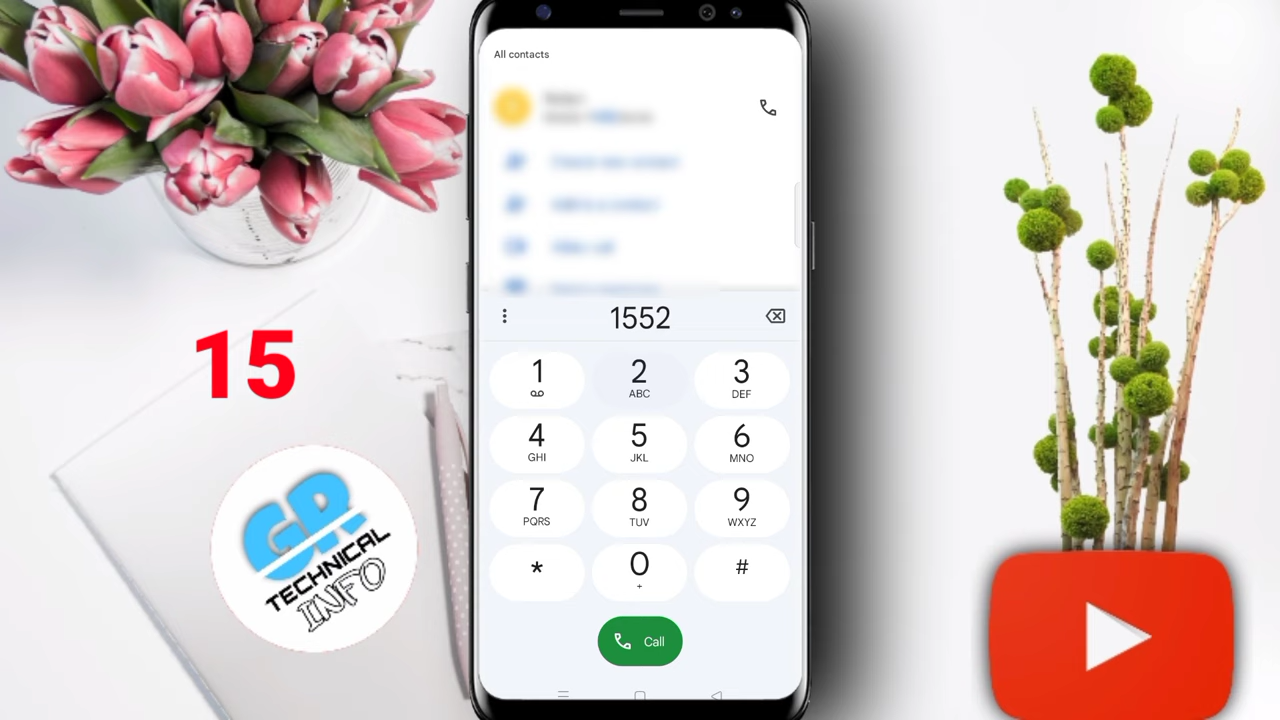 All contacts
1552
1
2
ABC
3
DEF
4
GHI
5
JKL
6
MNO
7
PQRS
8
TUV
9
WXYZ
*
0
+
#
Call
15
GR
TECHNICAL
INFO